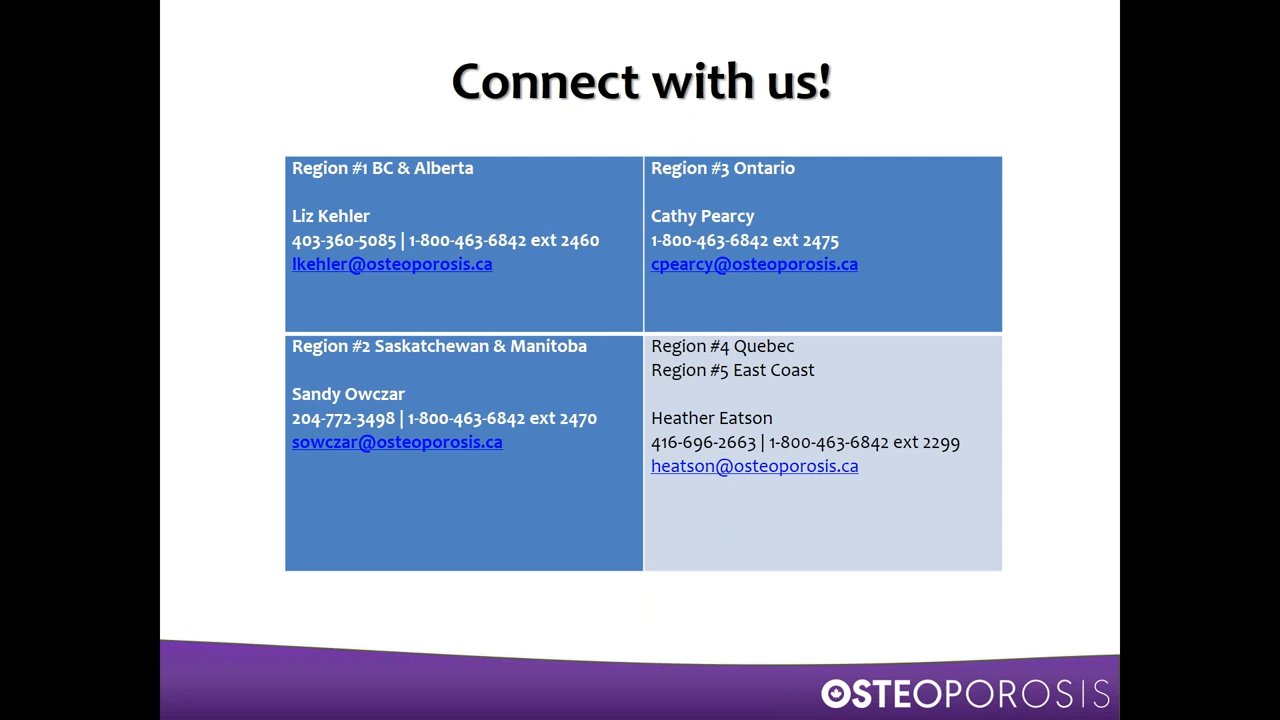 Connect with us!
Region #1 BC & Alberta
Liz Kehler
403-360-5085 | 1-800-463-6842 ext 2460
lkehler@osteoporosis.ca
Region #3 Ontario
Cathy Pearcy
1-800-463-6842 ext 2475
cpearcy@osteoporosis.ca
Region #2 Saskatchewan & Manitoba
Sandy Owczar
204-772-3498 | 1-800-463-6842 ext 2470
sowczar@osteoporosis.ca
Region #4 Quebec
Region #5 East Coast
Heather Eatson
416-696-2663 | 1-800-463-6842 ext 2299
heatson@osteoporosis.ca
OSTEOPOROSIS